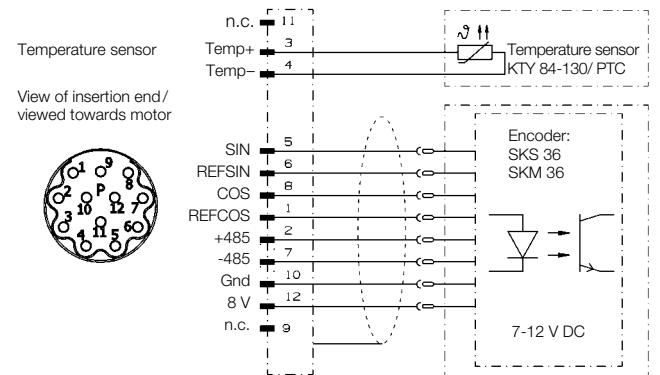 n.c. 11
Temperature sensor
Temp+ 3
Temp– 4
ϑ
Temperature sensor
KTY 84-130/ PTC
View of insertion end/
viewed towards motor
1 9 8
2 P 7
10 12
3 11 6
4 5
SIN 5
REFSIN 6
COS 8
REFCOS 1
+485 2
-485 7
Gnd 10
8 V 12
n.c. 9
Encoder:
SKS 36
SKM 36
7-12 V DC